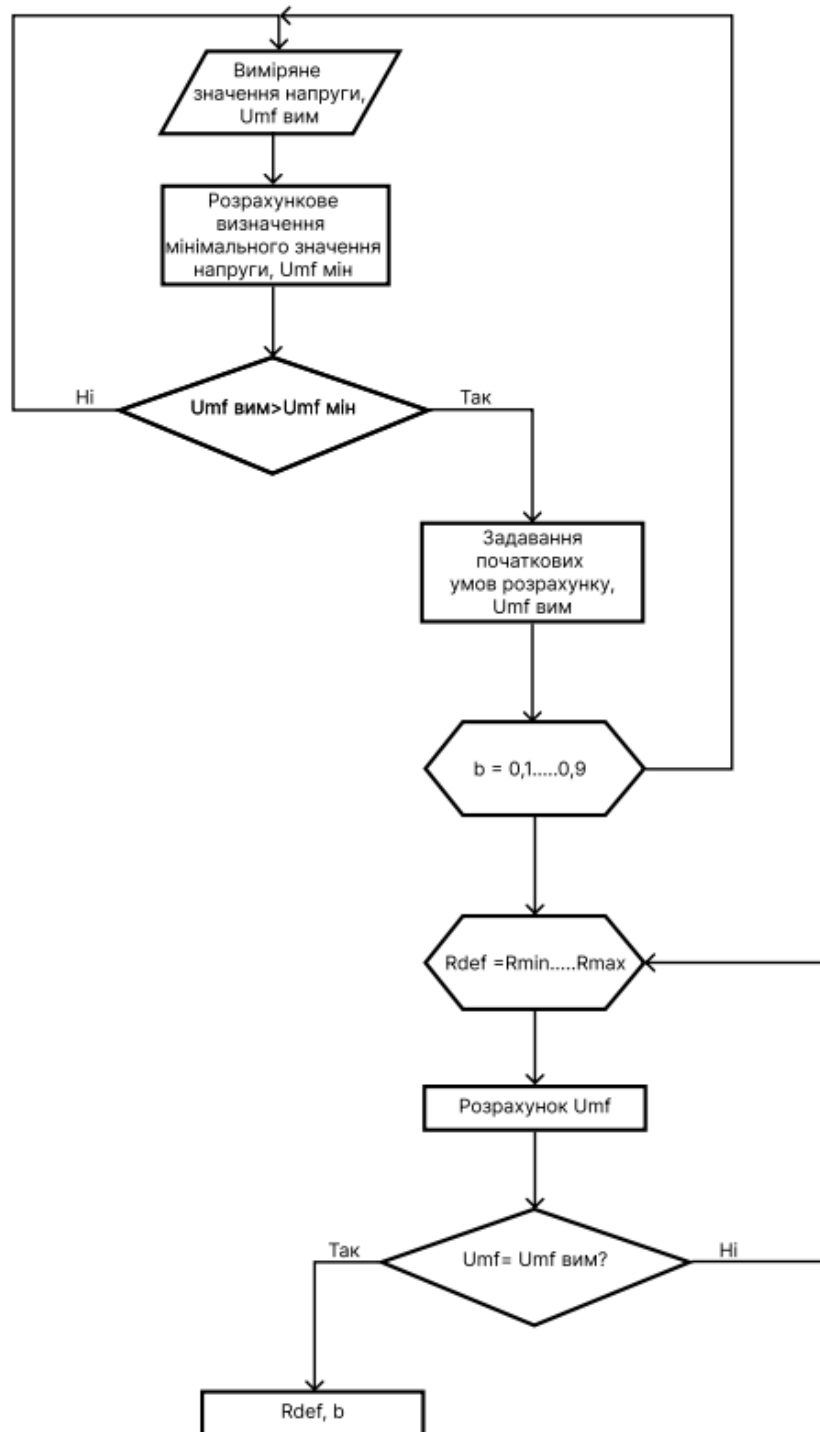 Виміряне
значення напруги,
Umf вим
Розрахункове
визначення
мінімального значення
напруги, Umf мін
Ні
Umf вим>Umf мін
Так
Задавання
початкових
умов розрахунку,
Umf вим
b = 0,1.....0,9
Rdef =Rmin.....Rmax
Розрахунок Umf
Так
Umf= Umf вим?
Ні
Rdef, b